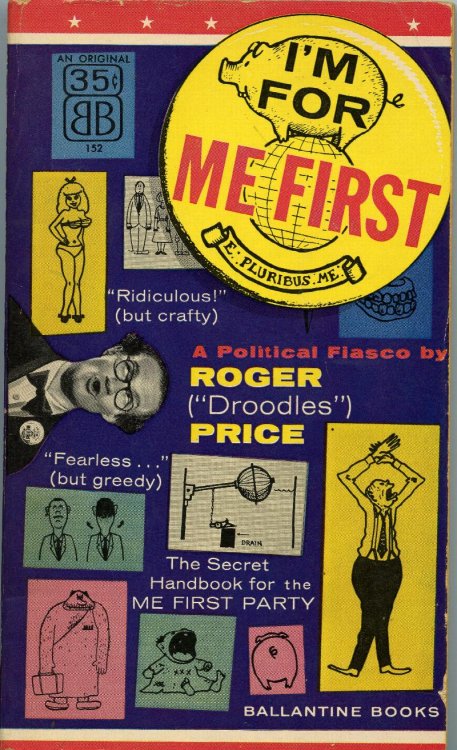 AN ORIGINAL
35¢
BB
152
I'M
FOR
ME FIRST
E. PLURIBUS. ME.
"Ridiculous!"
(but crafty)
A Political Fiasco by
ROGER
("Droodles")
PRICE
"Fearless . . ."
(but greedy)
DRAIN
The Secret
Handbook for the
ME FIRST PARTY
XXX
BALLANTINE BOOKS